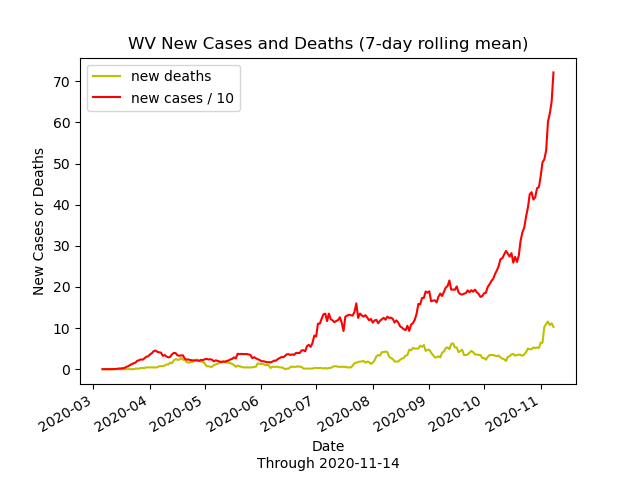 WV New Cases and Deaths (7-day rolling mean)
new deaths
new cases / 10
70
60
50
40
30
20
10
0
New Cases or Deaths
2020-03
2020-04
2020-05
2020-06
2020-07
2020-08
2020-09
2020-10
2020-11
Date
Through 2020-11-14